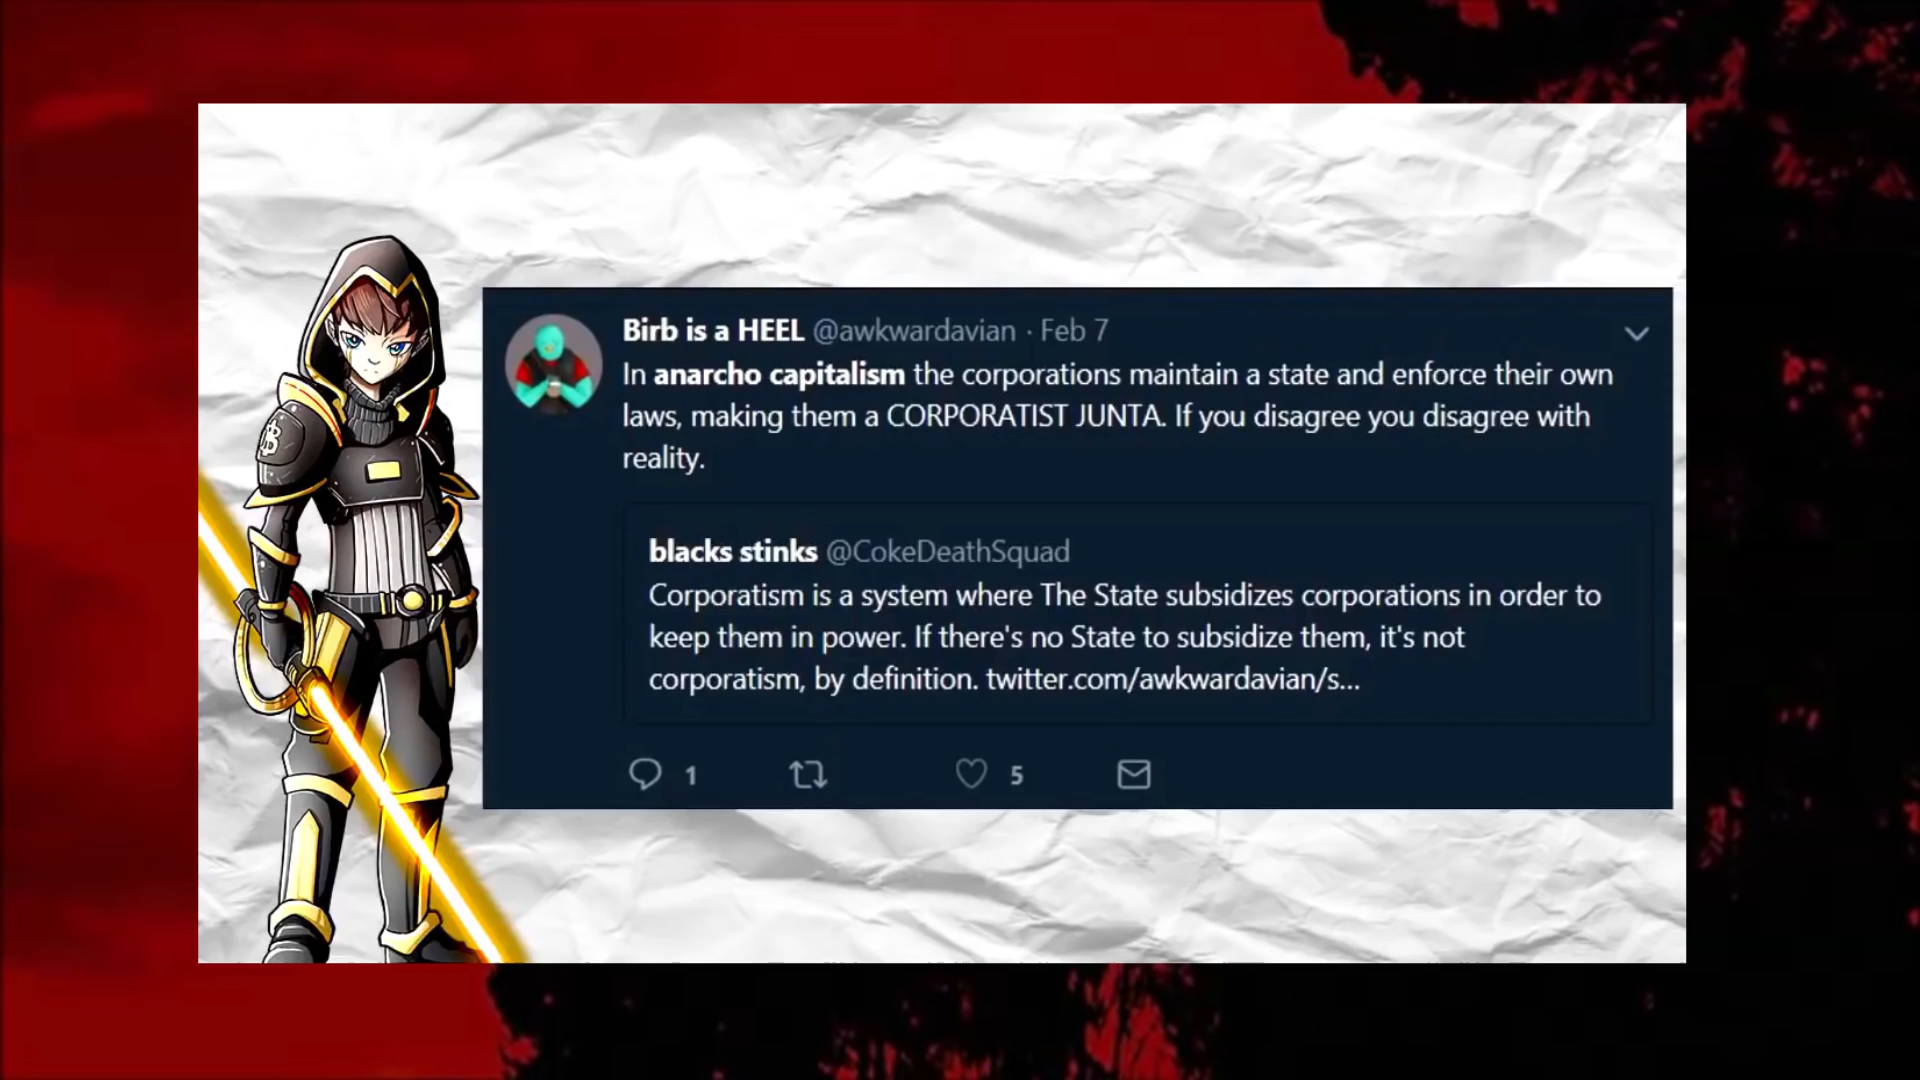 Birb is a HEEL @awkwardavian · Feb 7
In anarcho capitalism the corporations maintain a state and enforce their own
laws, making them a CORPORATIST JUNTA. If you disagree you disagree with
reality.
blacks stinks @CokeDeathSquad
Corporatism is a system where The State subsidizes corporations in order to
keep them in power. If there's no State to subsidize them, it's not
corporatism, by definition. twitter.com/awkwardavian/s...
1 5